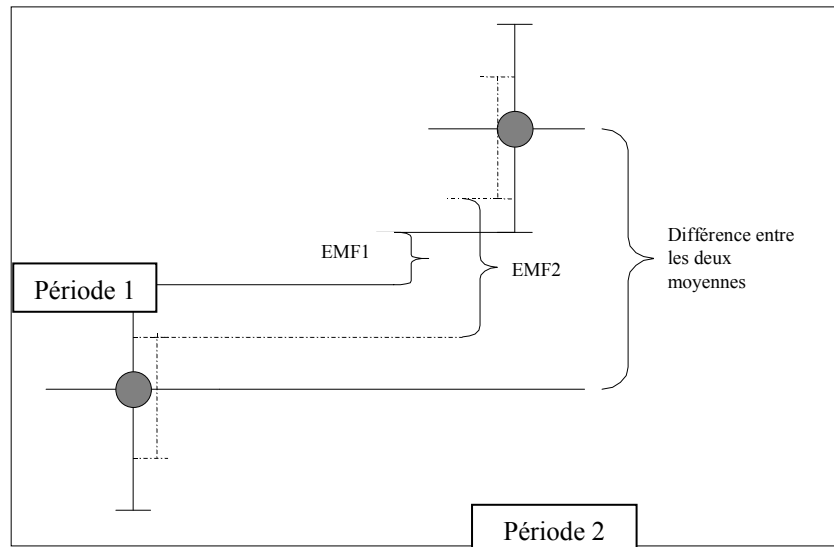 EMF1
EMF2
Différence entre
les deux
moyennes
Période 1
Période 2